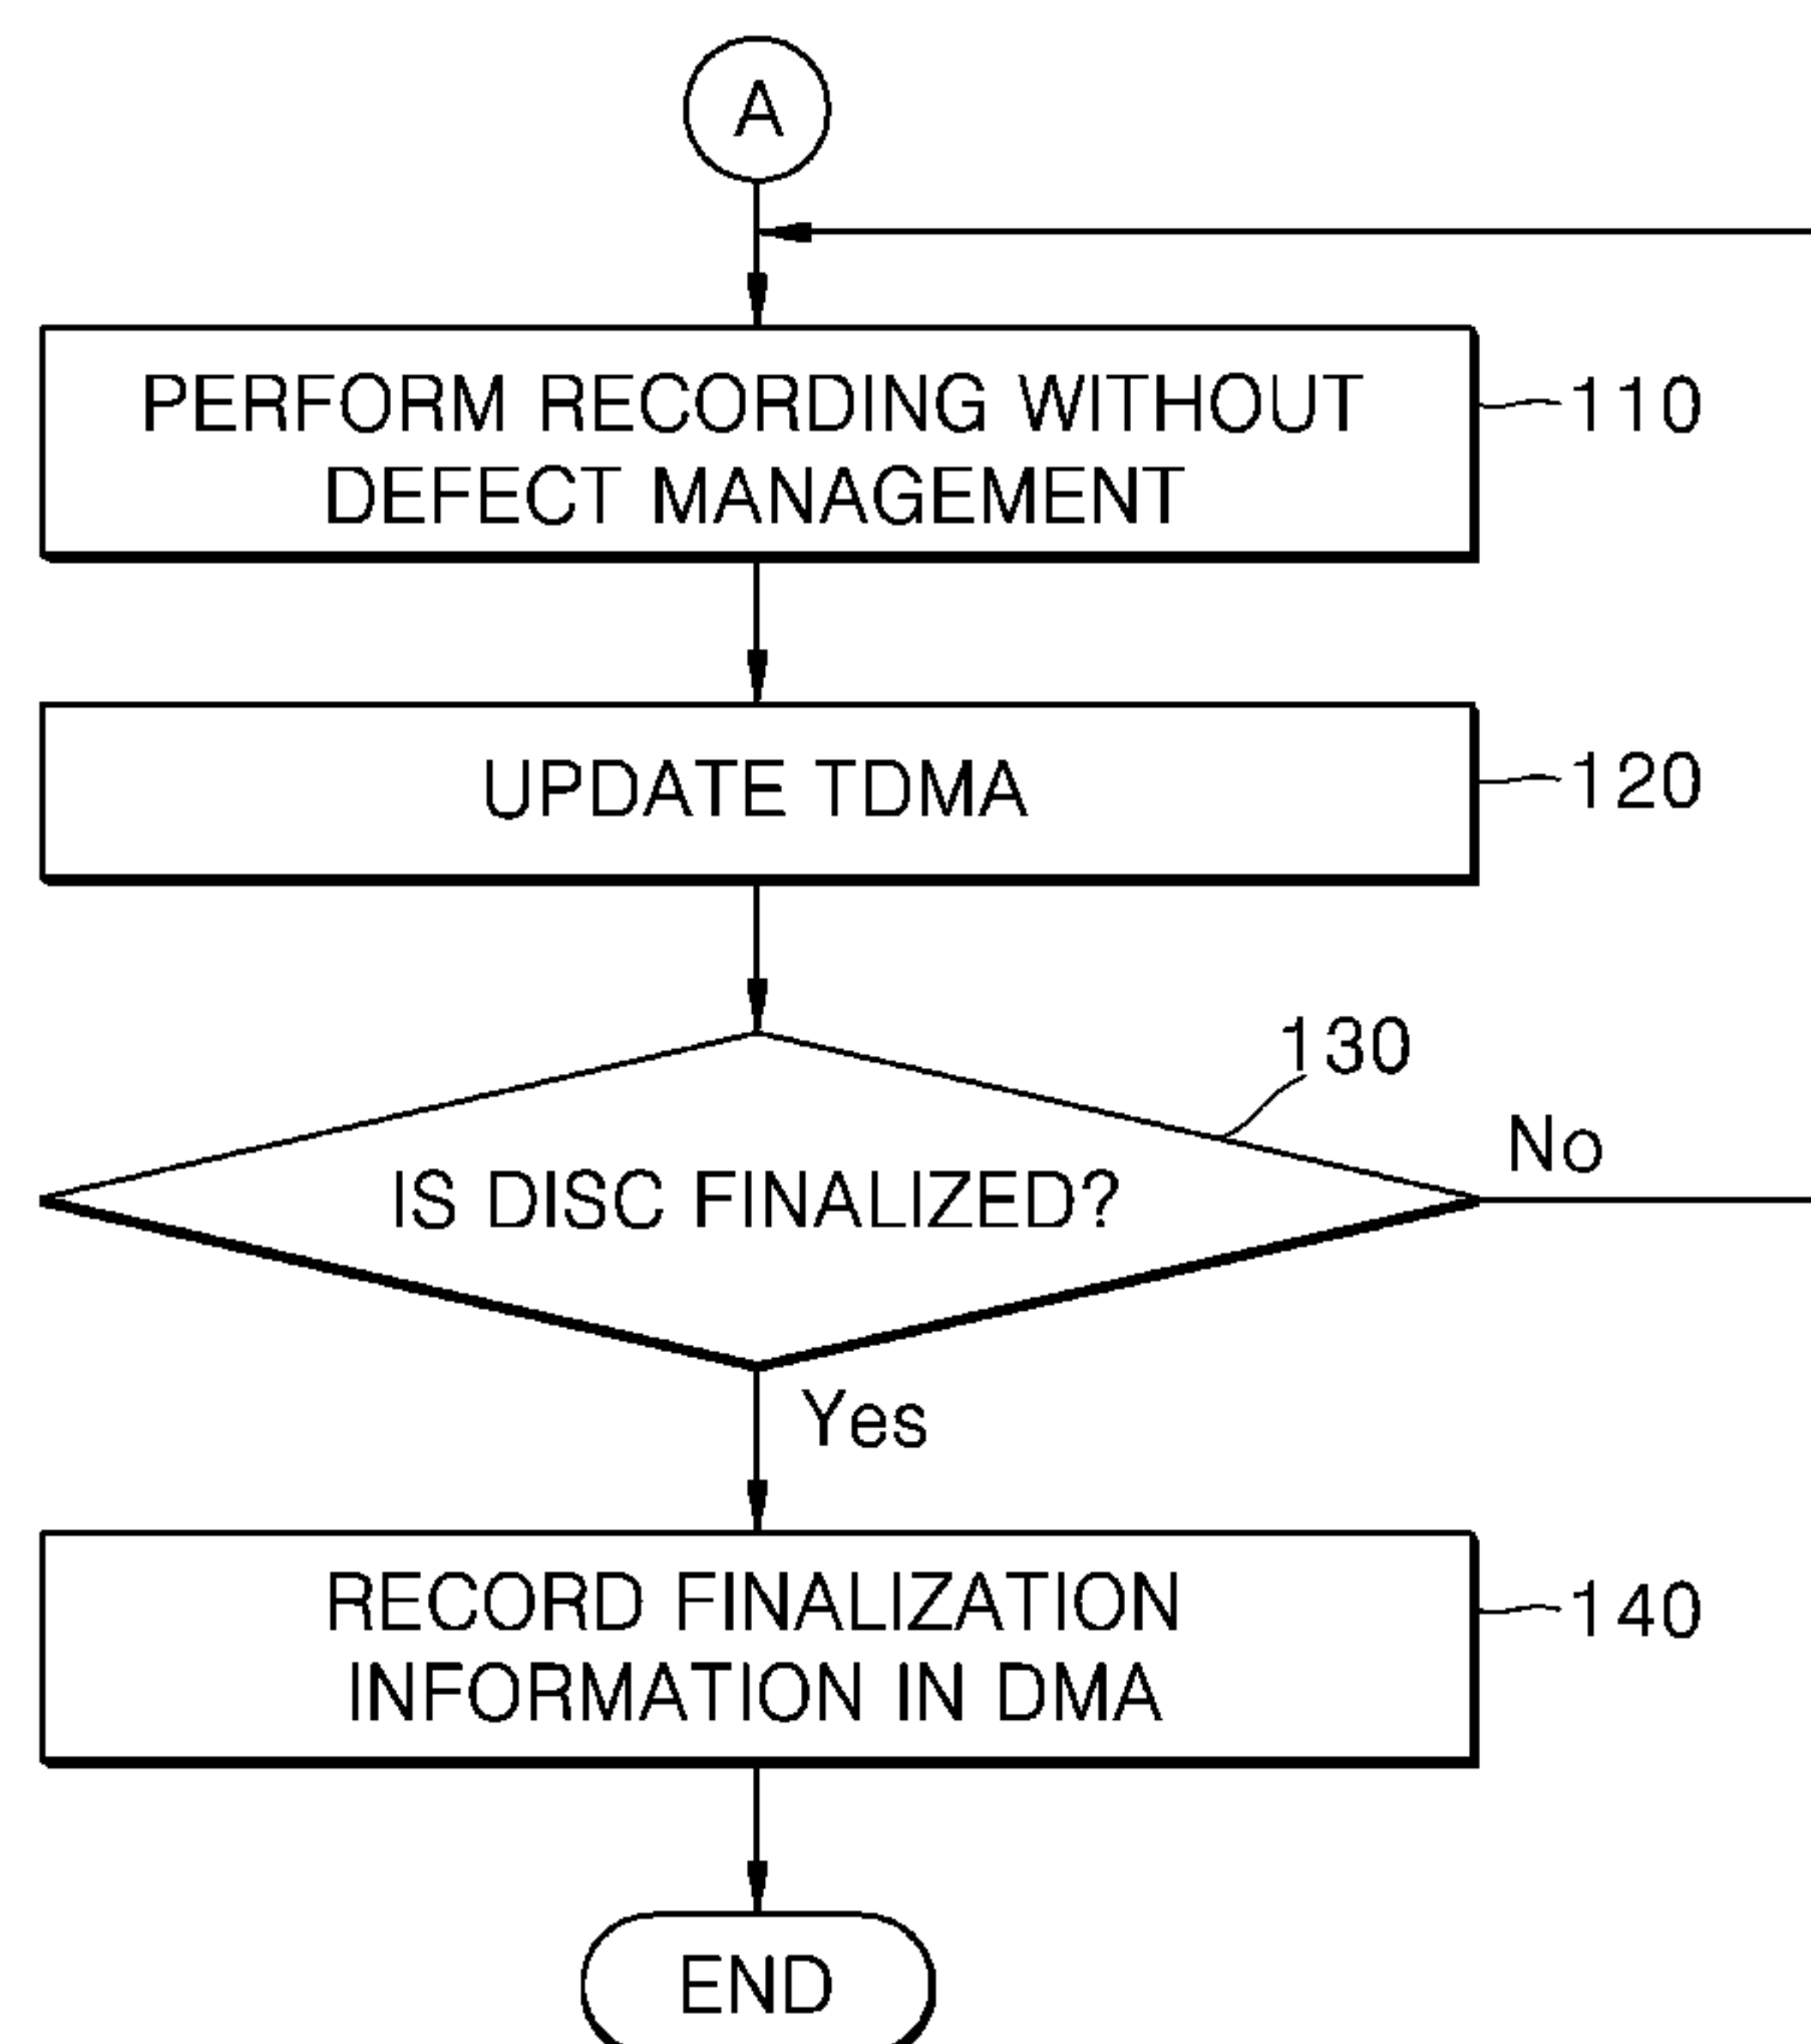 A
PERFORM RECORDING WITHOUT
DEFECT MANAGEMENT
110
UPDATE TDMA
120
130
IS DISC FINALIZED?
No
Yes
RECORD FINALIZATION
INFORMATION IN DMA
140
END